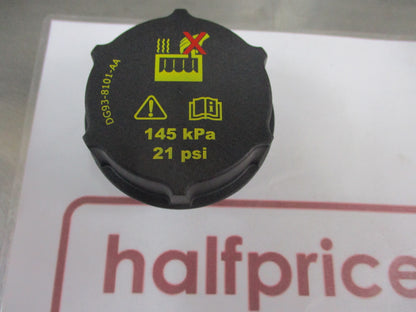 DG93-8101-AA
145 kPa
21 psi
halfprice